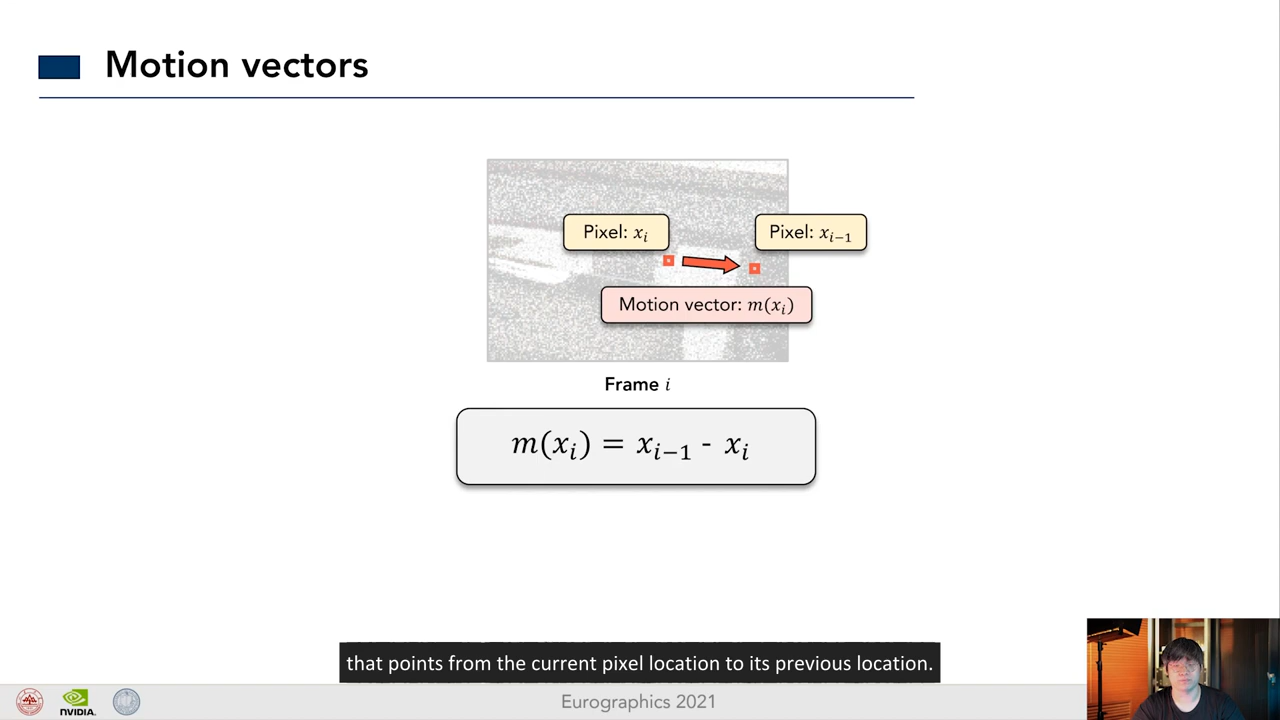 Motion vectors
Pixel: xᵢ
Pixel: xᵢ₋₁
Motion vector: m(xᵢ)
Frame i
m(xᵢ) = xᵢ₋₁ - xᵢ
that points from the current pixel location to its previous location.
NVIDIA.
Eurographics 2021